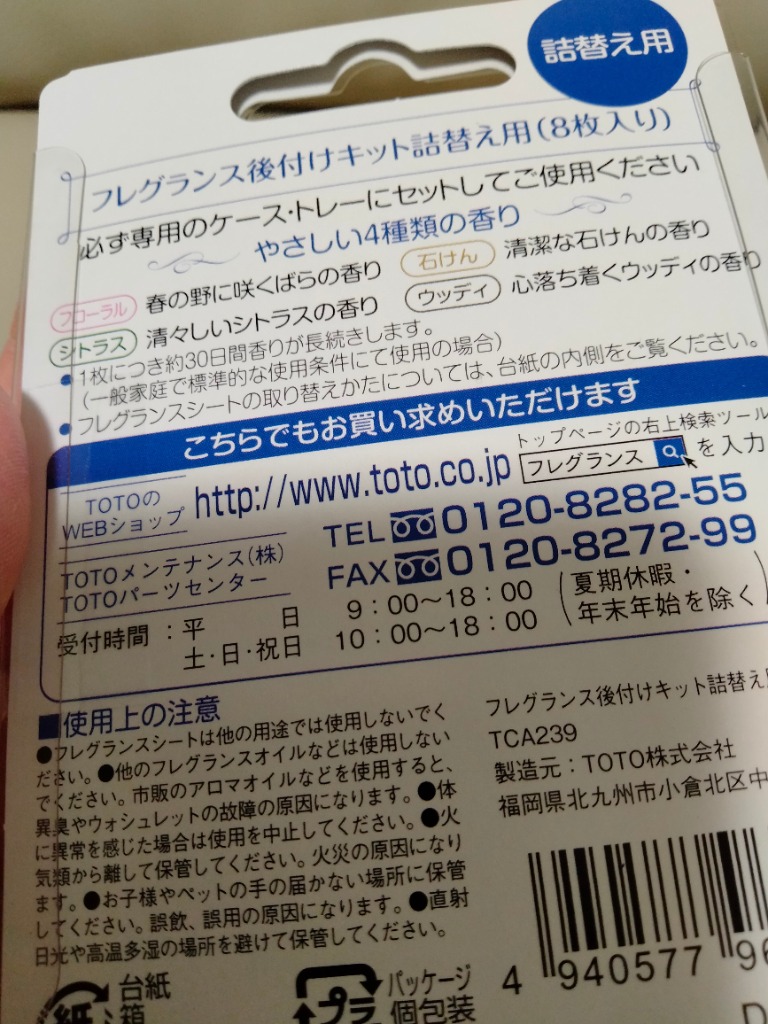 詰替え用
フレグランス後付けキット詰替え用(8枚入り)
必ず専用のケース・トレーにセットしてご使用ください
やさしい4種類の香り
フローラル 春の野に咲くばらの香り
石けん 清潔な石けんの香り
シトラス 清々しいシトラスの香り
ウッディ 心落ち着くウッディの香り
●1枚につき約30日間香りが長続きします。
(一般家庭で標準的な使用条件にて使用の場合)
●フレグランスシートの取り替えかたについては、台紙の内側をご覧ください。
こちらでもお買い求めいただけます
TOTOの
WEBショップ
http://www.toto.co.jp
トップページの右上検索ツール
フレグランス を入力
TOTOメンテナンス(株)
TOTOパーツセンター
TEL 0120-8282-55
FAX 0120-8272-99
受付時間:平 日 9:00〜18:00
土・日・祝日 10:00〜18:00
(夏期休暇・
年末年始を除く)
■使用上の注意
●フレグランスシートは他の用途では使用しないでく
ださい。●他のフレグランスオイルなどは使用しない
でください。市販のアロマオイルなどを使用すると、
異臭やウォシュレットの故障の原因になります。●体
に異常を感じた場合は使用を中止してください。●火
気類から離して保管してください。火災の原因になり
ます。●お子様やペットの手の届かない場所に保管
してください。誤飲、誤用の原因になります。●直射
日光や高温多湿の場所を避けて保管してください。
フレグランス後付けキット詰替え
TCA239
製造元:TOTO株式会社
福岡県北九州市小倉北区中
4 940577 96
紙
台紙
箱
プラ
パッケージ
個包装